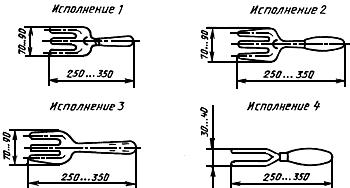 Исполнение 1
70...90
250...350
Исполнение 2
70...90
250...350
Исполнение 3
70...90
250...350
Исполнение 4
30...40
250...350